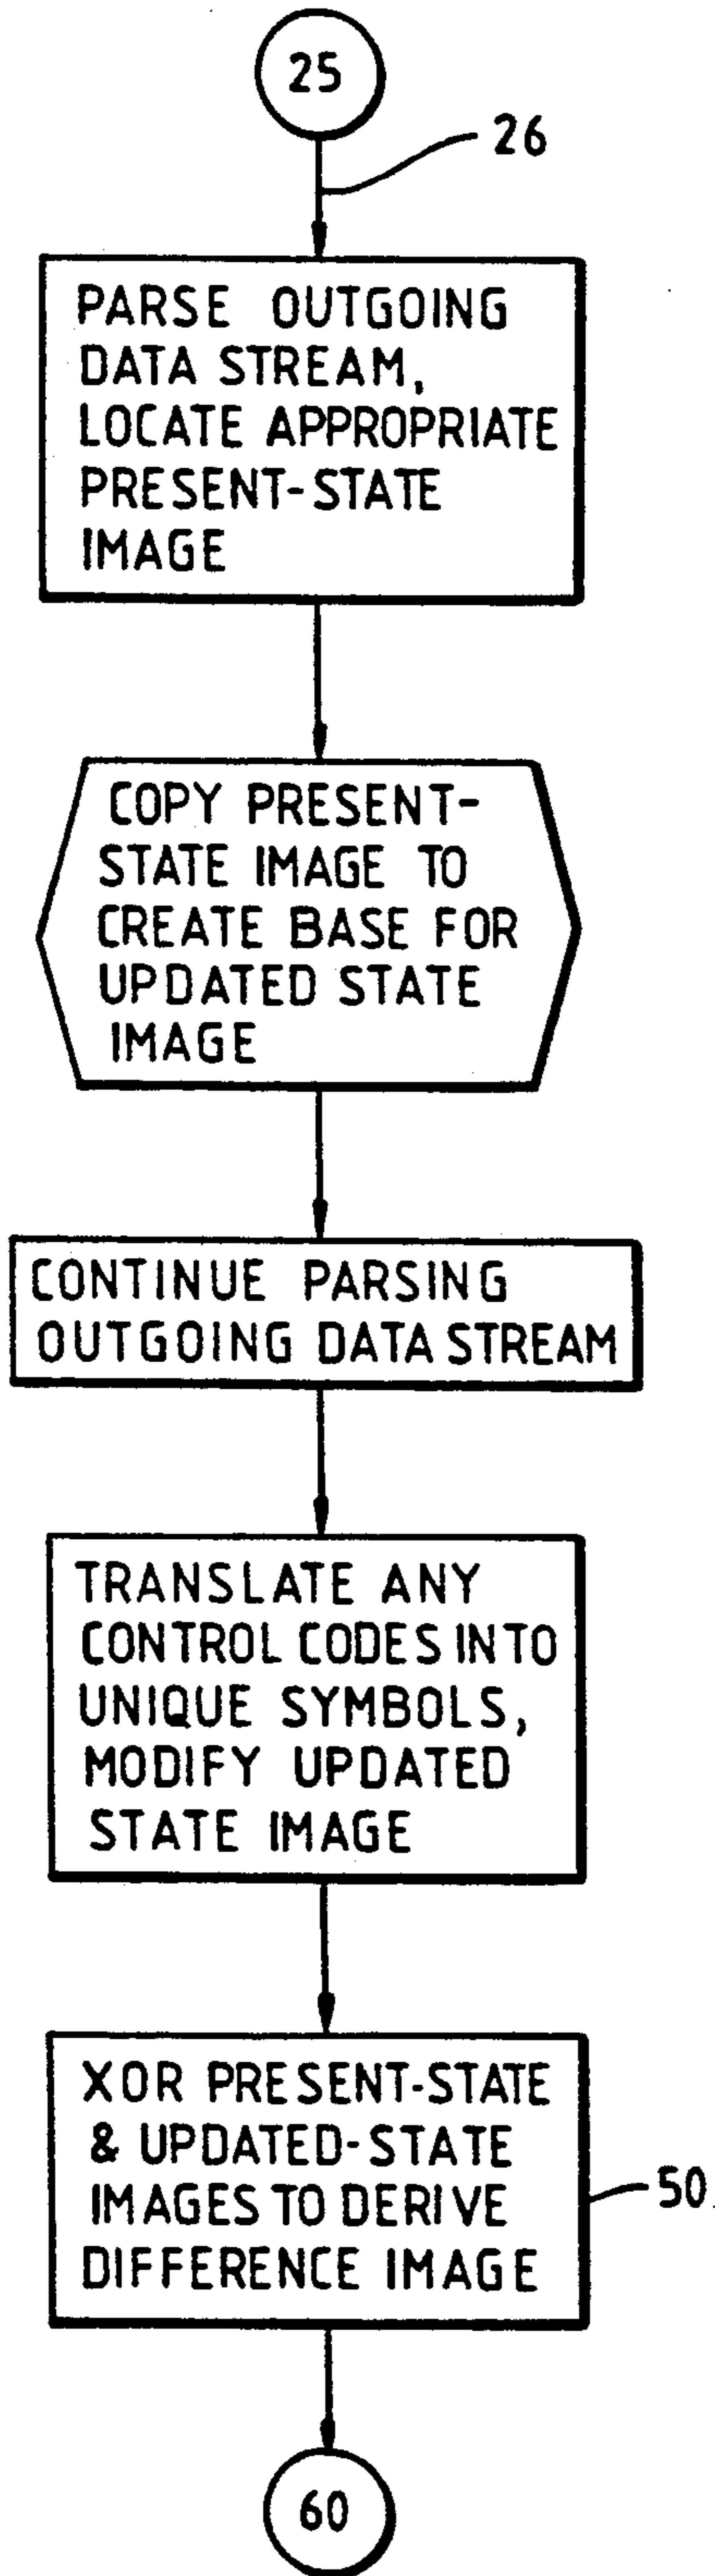 25
26
PARSE OUTGOING
DATA STREAM,
LOCATE APPROPRIATE
PRESENT-STATE
IMAGE
COPY PRESENT-
STATE IMAGE TO
CREATE BASE FOR
UPDATED STATE
IMAGE
CONTINUE PARSING
OUTGOING DATA STREAM
TRANSLATE ANY
CONTROL CODES INTO
UNIQUE SYMBOLS,
MODIFY UPDATED
STATE IMAGE
XOR PRESENT-STATE
& UPDATED-STATE
IMAGES TO DERIVE
DIFFERENCE IMAGE
50
60